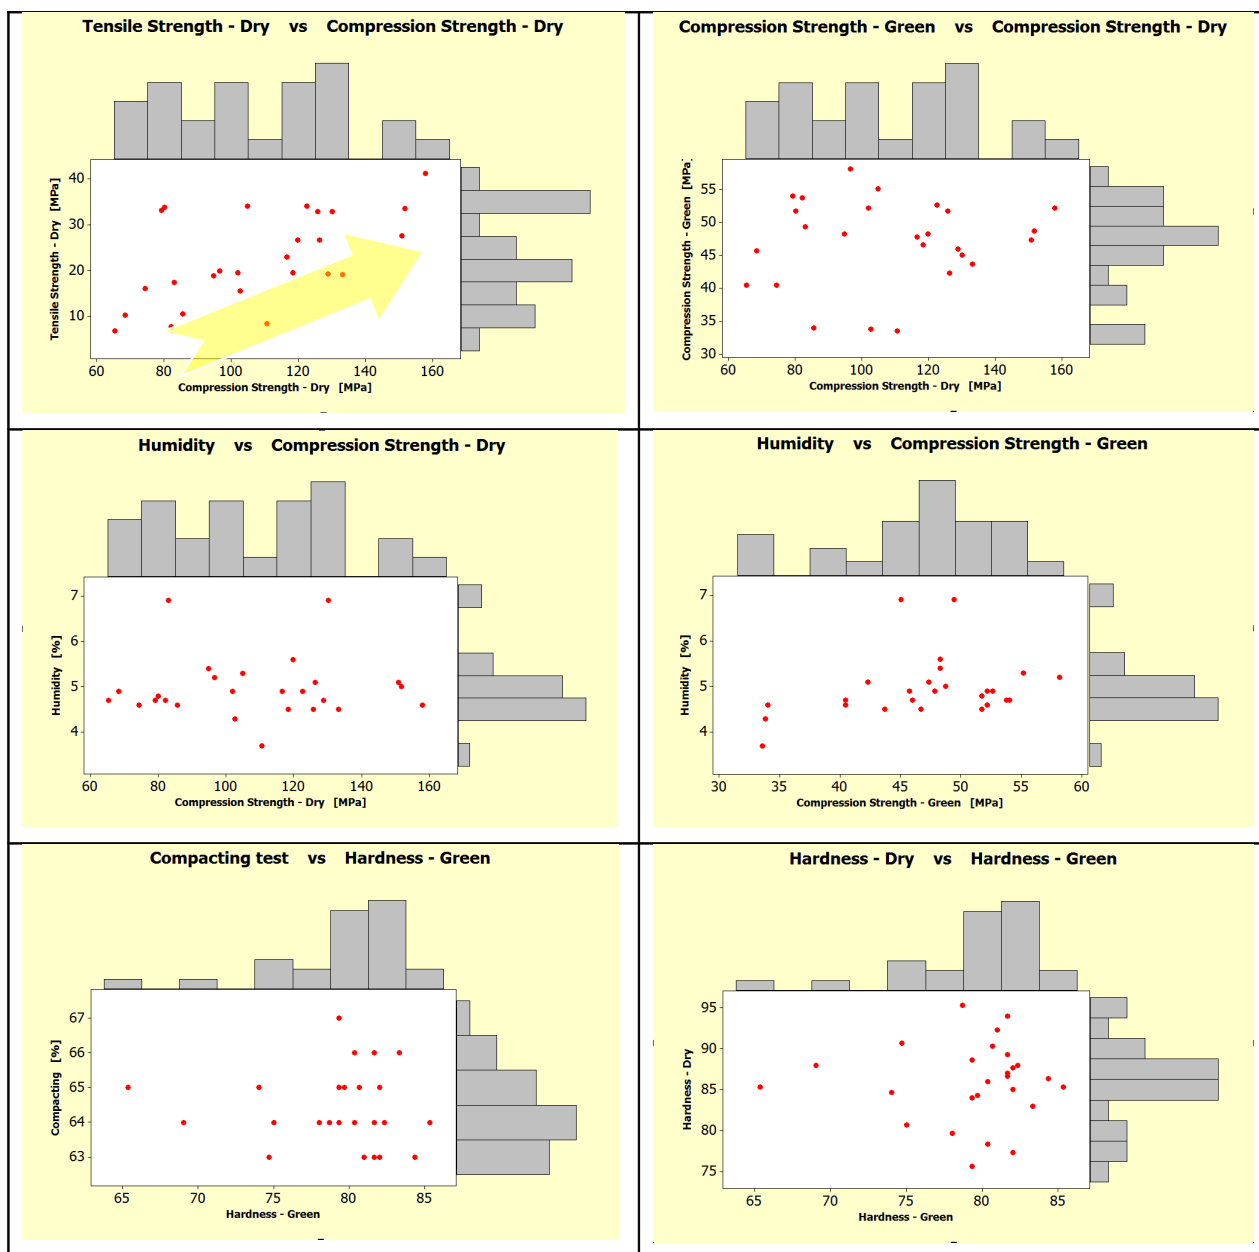 Tensile Strength - Dry vs Compression Strength - Dry
Tensile Strength - Dry [MPa]
40
30
20
10
60 80 100 120 140 160
Compression Strength - Dry [MPa]
Compression Strength - Green vs Compression Strength - Dry
Compression Strength - Green [MPa]
55
50
45
40
35
30
60 80 100 120 140 160
Compression Strength - Dry [MPa]
Humidity vs Compression Strength - Dry
Humidity [%]
7
6
5
4
60 80 100 120 140 160
Compression Strength - Dry [MPa]
Humidity vs Compression Strength - Green
Humidity [%]
7
6
5
4
30 35 40 45 50 55 60
Compression Strength - Green [MPa]
Compacting test vs Hardness - Green
Compacting [%]
67
66
65
64
63
65 70 75 80 85
Hardness - Green
Hardness - Dry vs Hardness - Green
Hardness - Dry
95
90
85
80
75
65 70 75 80 85
Hardness - Green